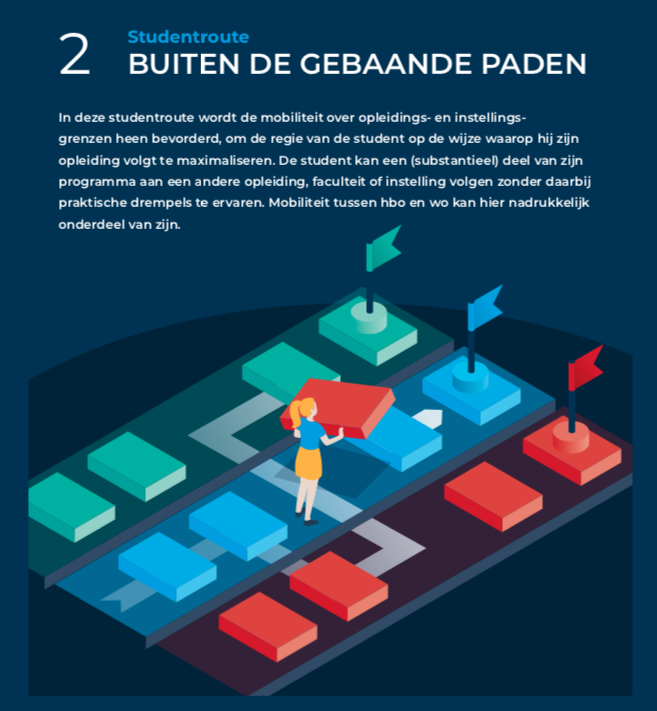 2
Studentroute
BUITEN DE GEBAANDE PADEN
In deze studentroute wordt de mobiliteit over opleidings- en instellings-
grenzen heen bevorderd, om de regie van de student op de wijze waarop hij zijn
opleiding volgt te maximaliseren. De student kan een (substantieel) deel van zijn
programma aan een andere opleiding, faculteit of instelling volgen zonder daarbij
praktische drempels te ervaren. Mobiliteit tussen hbo en wo kan hier nadrukkelijk
onderdeel van zijn.